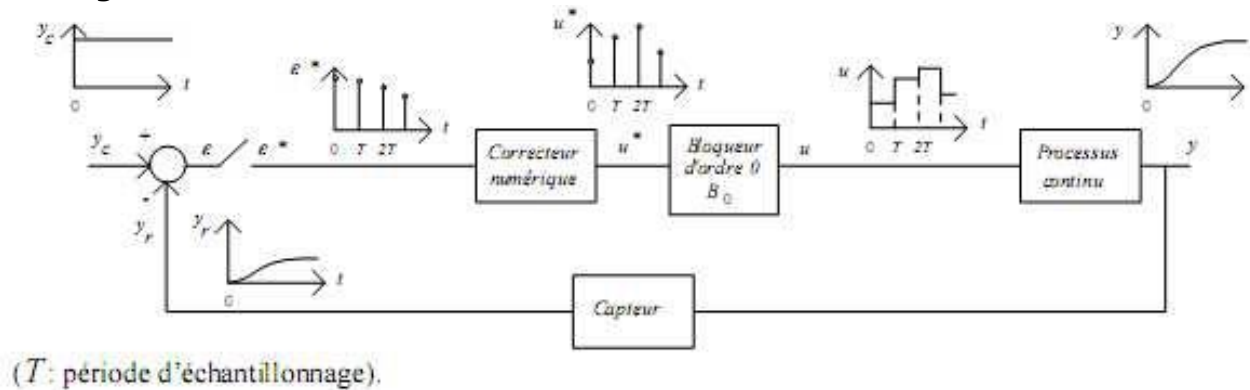 y_c
t
0
ε*
0 T 2T
t
u*
0 T 2T
t
u
0 T 2T
t
y
0
t
y_c
+
ε
ε*
Correcteur
numérique
u*
Bloqueur
d'ordre 0
B_0
u
Processus
continu
y
-
y_r
y_r
0
t
Capteur
(T : période d'échantillonnage).